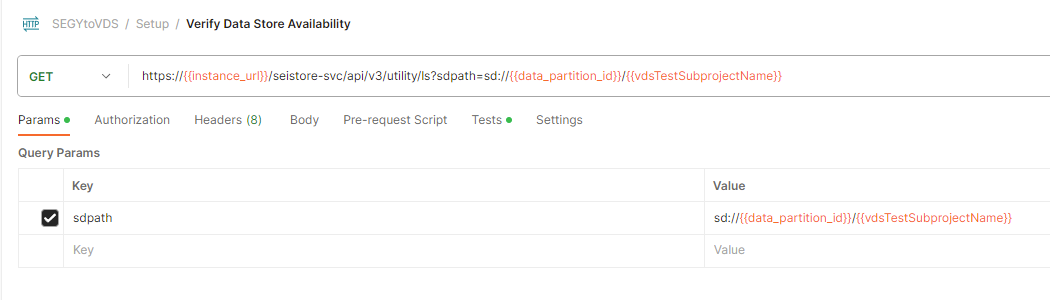 HTTP SEGYtoVDS / Setup / Verify Data Store Availability
GET https://{{instance_url}}/seistore-svc/api/v3/utility/ls?sdpath=sd://{{data_partition_id}}/{{vdsTestSubprojectName}}
Params Authorization Headers (8) Body Pre-request Script Tests Settings
Query Params
Key Value
sdpath sd://{{data_partition_id}}/{{vdsTestSubprojectName}}
Key Value